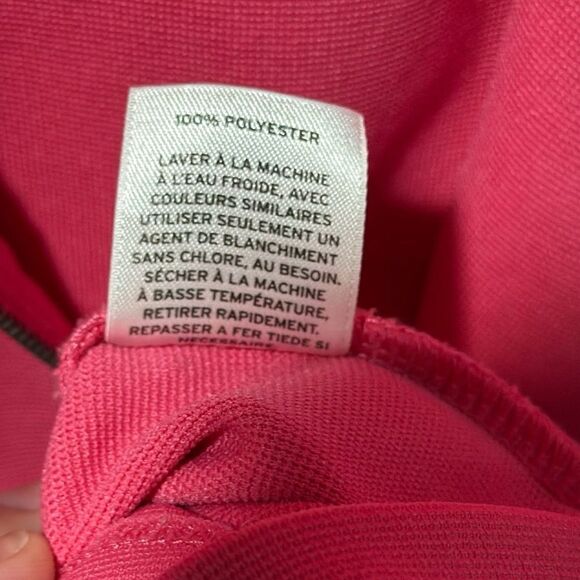 100% POLYESTER
LAVER À LA MACHINE
À L'EAU FROIDE, AVEC
COULEURS SIMILAIRES
UTILISER SEULEMENT UN
AGENT DE BLANCHIMENT
SANS CHLORE, AU BESOIN.
SÉCHER À LA MACHINE
À BASSE TEMPÉRATURE,
RETIRER RAPIDEMENT.
REPASSER A FER TIEDE SI
NECESSAIRE